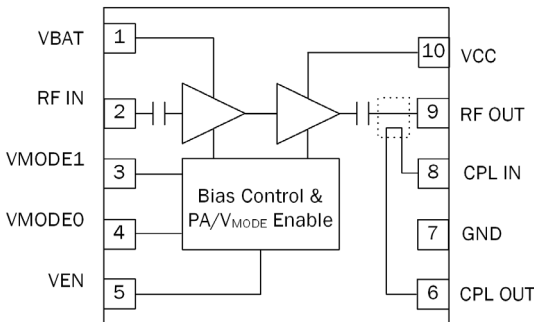 VBAT 1
10 VCC
RF IN 2
9 RF OUT
VMODE1 3
8 CPL IN
Bias Control &
PA/VMODE Enable
VMODE0 4
7 GND
VEN 5
6 CPL OUT